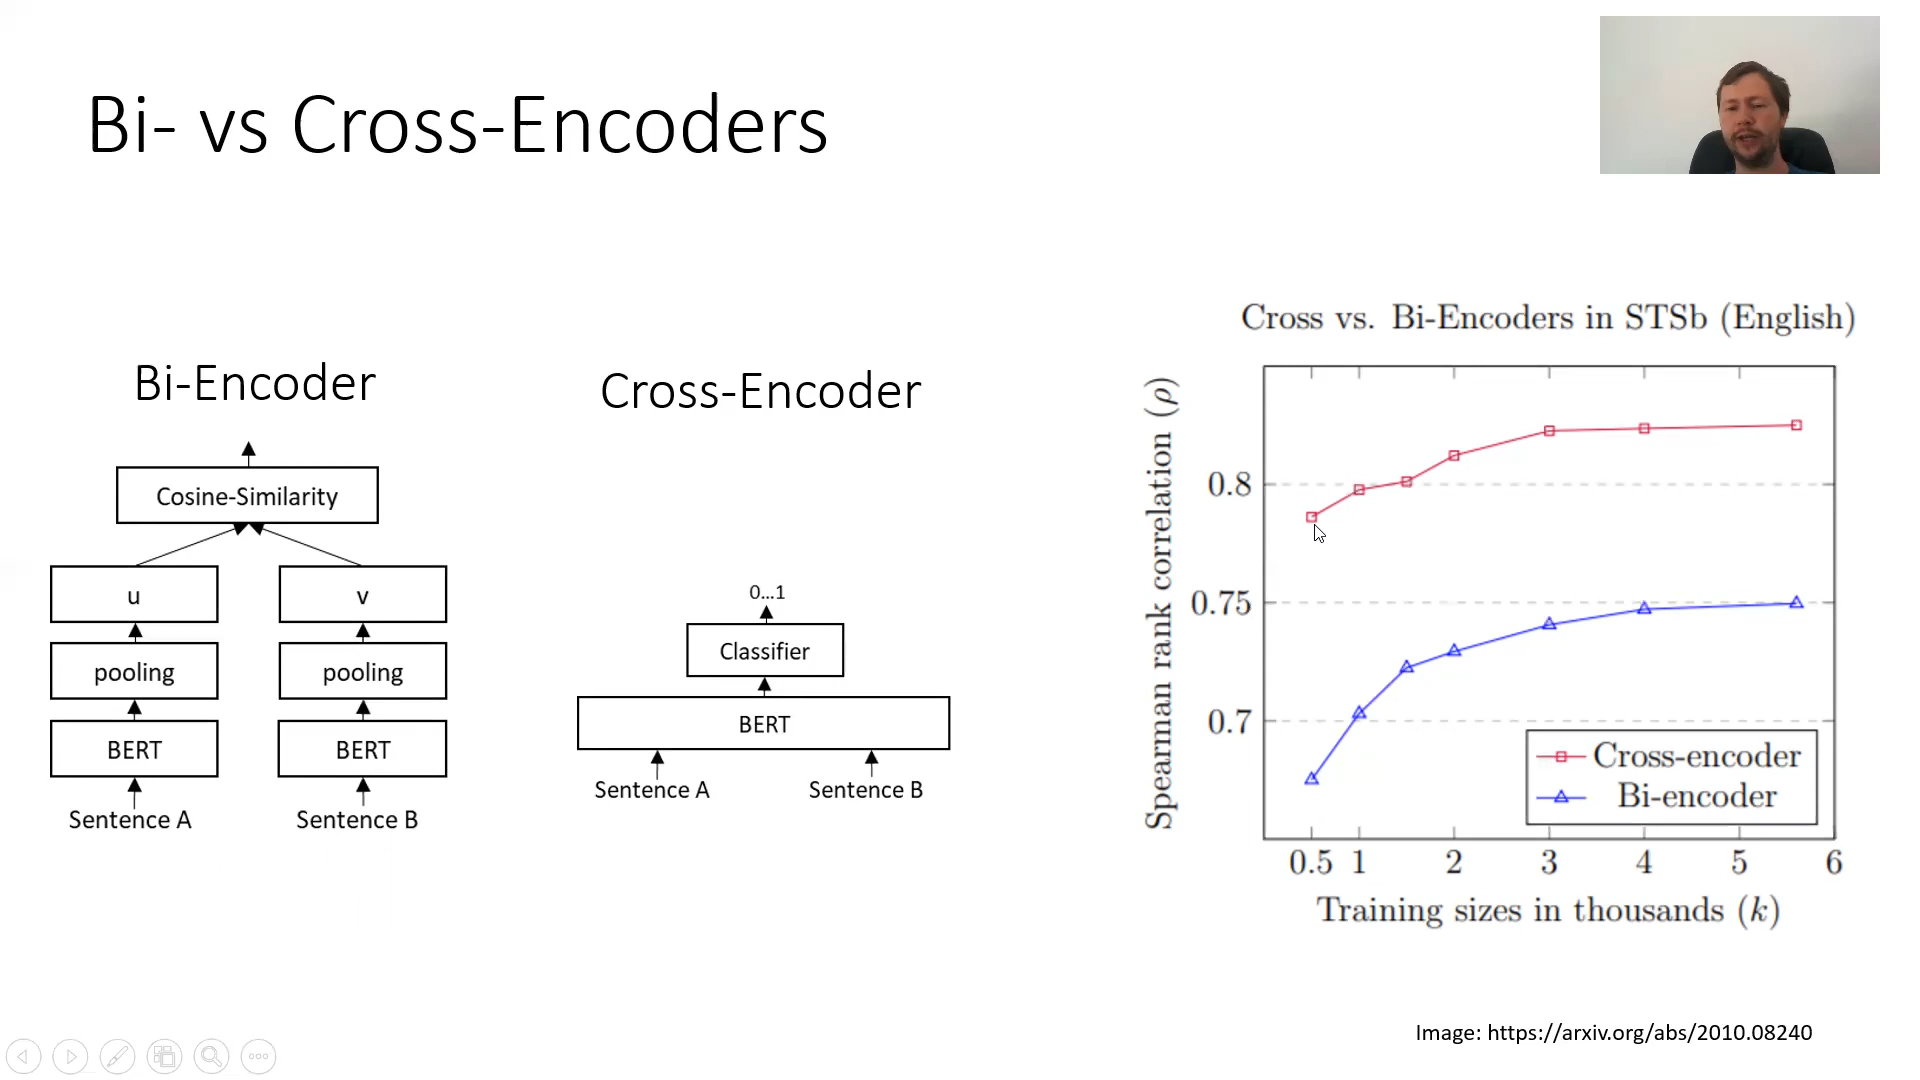 Bi- vs Cross-Encoders
Bi-Encoder
Cosine-Similarity
u
v
pooling
pooling
BERT
BERT
Sentence A
Sentence B
Cross-Encoder
0...1
Classifier
BERT
Sentence A
Sentence B
Cross vs. Bi-Encoders in STSb (English)
Spearman rank correlation (ρ)
0.8
0.75
0.7
Cross-encoder
Bi-encoder
0.5 1 2 3 4 5 6
Training sizes in thousands (k)
Image: https://arxiv.org/abs/2010.08240